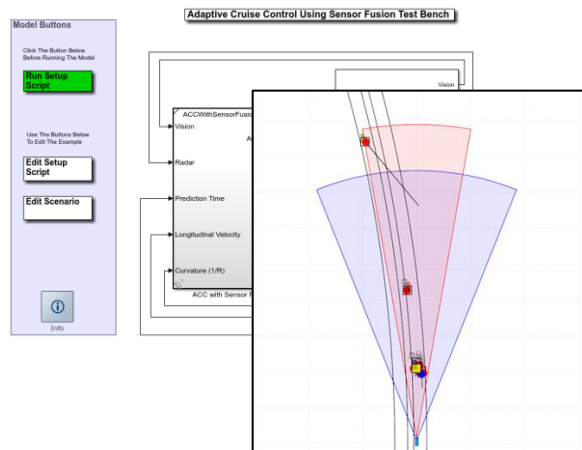 Adaptive Cruise Control Using Sensor Fusion Test Bench
Model Buttons
Click The Button Below
Before Running The Model
Run Setup
Script
Use The Buttons Below
To Edit The Example
Edit Setup
Script
Edit Scenario
Info
ACCWithSensorFusi
Vision
Radar
Prediction Time
Longitudinal Velocity
Curvature (1/R)
ACC with Sensor F
Vision